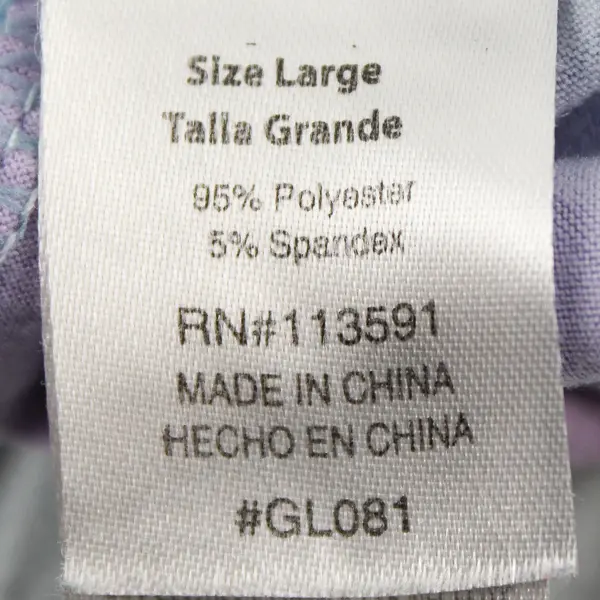 Size Large
Talla Grande
95% Polyester
5% Spandex
RN#113591
MADE IN CHINA
HECHO EN CHINA
#GL081